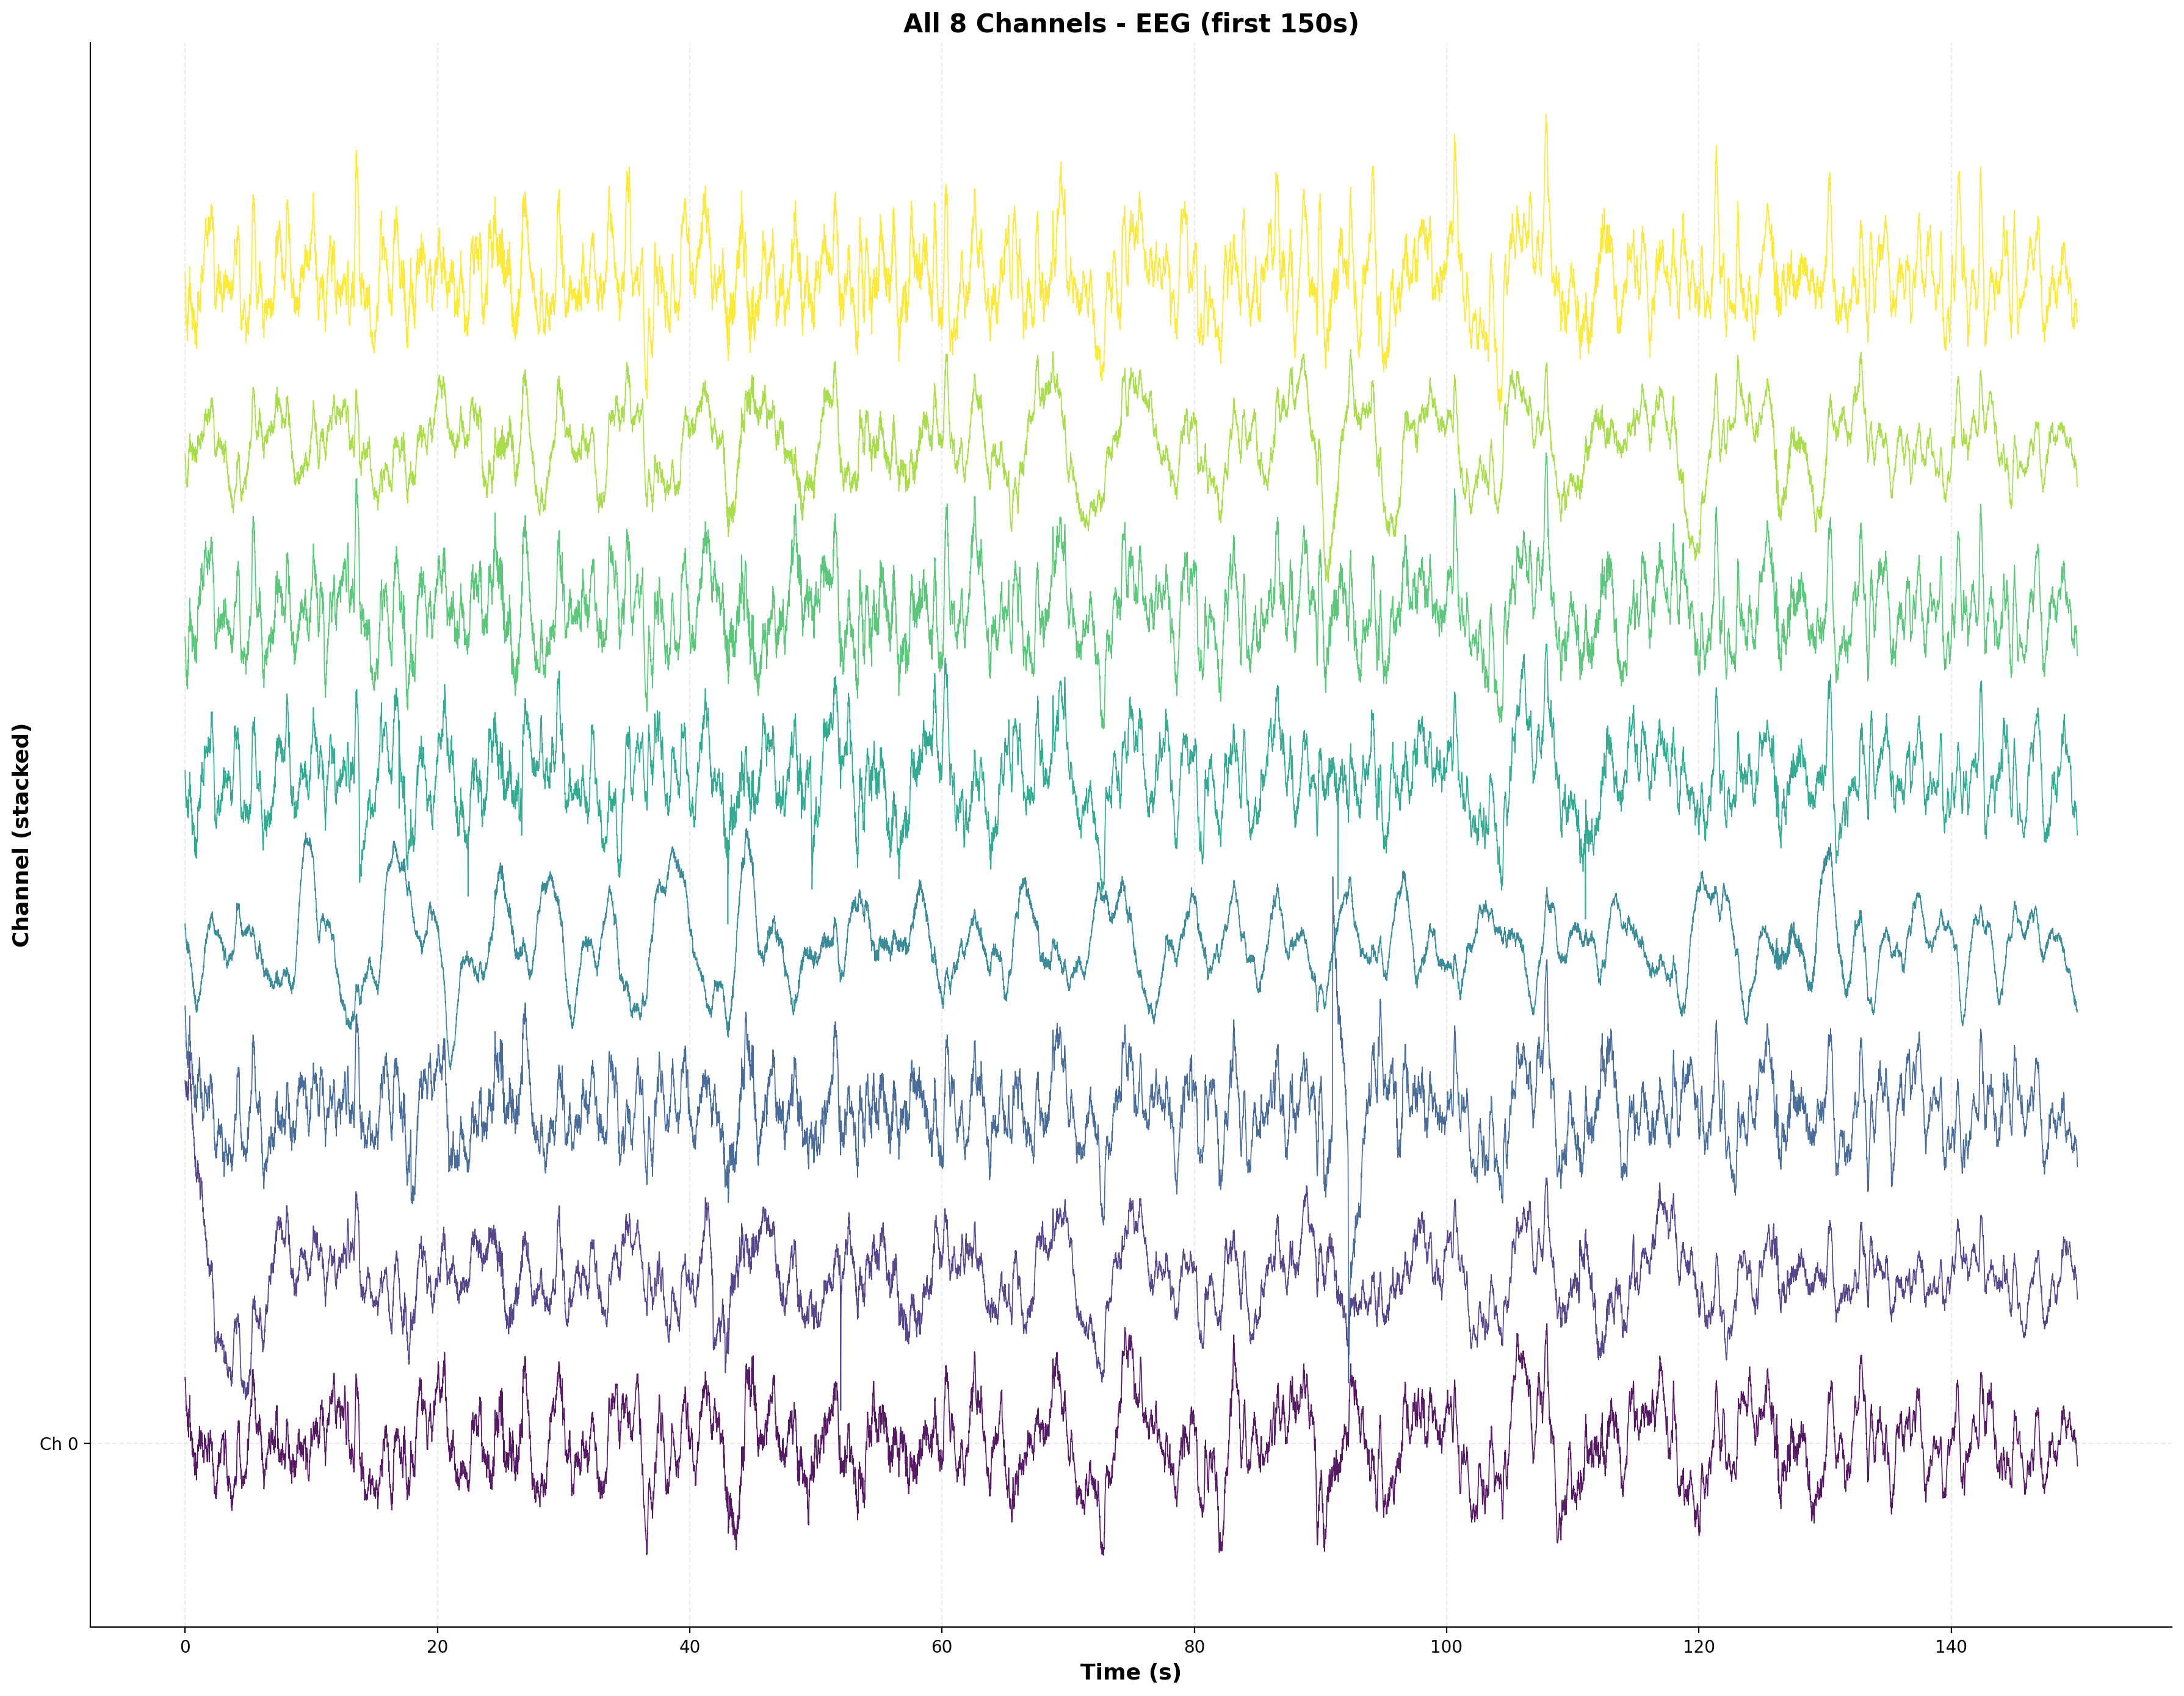 All 8 Channels - EEG (first 150s)
Channel (stacked)
Ch 0
0 20 40 60 80 100 120 140
Time (s)